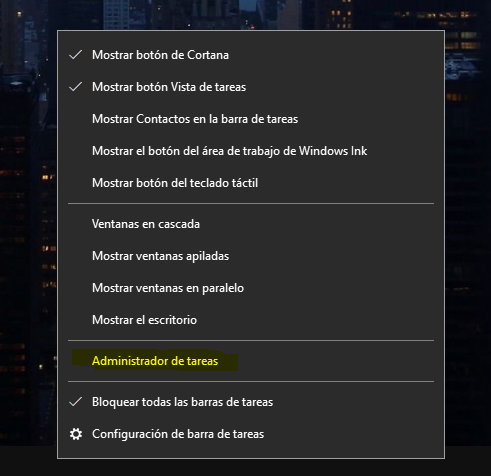 Mostrar botón de Cortana
Mostrar botón Vista de tareas
Mostrar Contactos en la barra de tareas
Mostrar el botón del área de trabajo de Windows Ink
Mostrar botón del teclado táctil
Ventanas en cascada
Mostrar ventanas apiladas
Mostrar ventanas en paralelo
Mostrar el escritorio
Administrador de tareas
Bloquear todas las barras de tareas
Configuración de barra de tareas